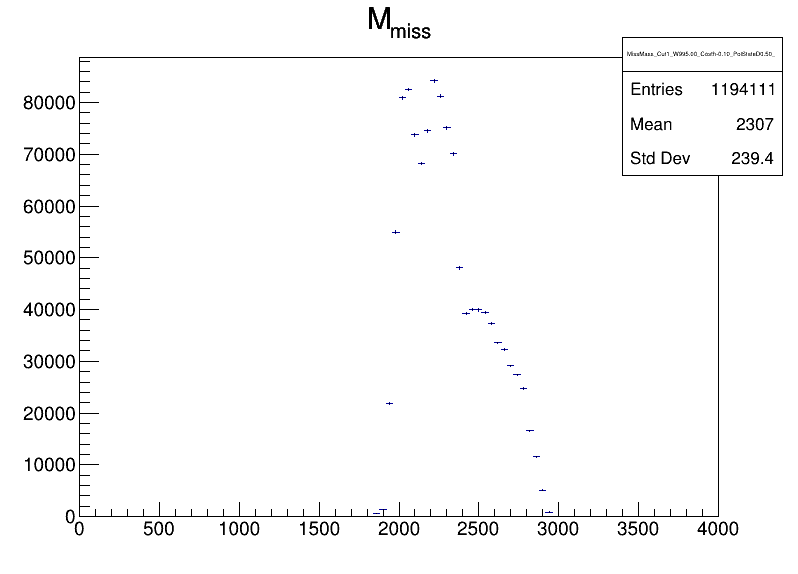 M_miss
MissMass_Cut1_W995.00_Costh-0.10_PolStateD0.50_
Entries 1194111
Mean 2307
Std Dev 239.4
80000
70000
60000
50000
40000
30000
20000
10000
0
0 500 1000 1500 2000 2500 3000 3500 4000